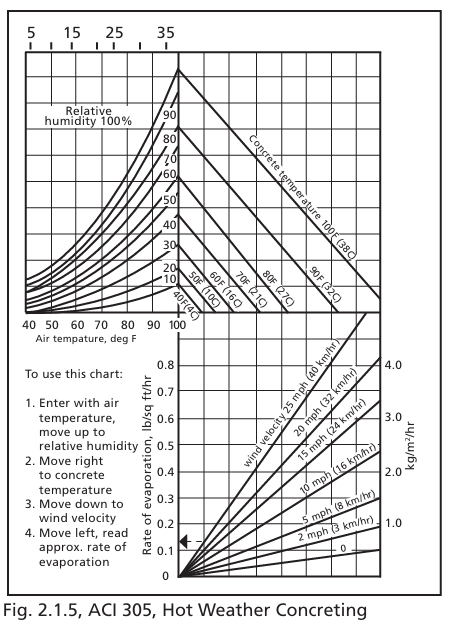 5 15 25 35
Relative
humidity 100%
90
80
70
60
50
40
30
20
10
Concrete temperature 100F (38C)
90F (32C)
80F (27C)
70F (21C)
60F (16C)
50F (10C)
40F(4C)
40 50 60 70 80 90 100
Air tempature, deg F
To use this chart:
1. Enter with air
temperature,
move up to
relative humidity
2. Move right
to concrete
temperature
3. Move down to
wind velocity
4. Move left, read
approx. rate of
evaporation
Rate of evaporation, lb/sq ft/hr
0.8
0.7
0.6
0.5
0.4
0.3
0.2
0.1
0
wind velocity 25 mph (40 km/hr)
20 mph (32 km/hr)
15 mph (24 km/hr)
10 mph (16 km/hr)
5 mph (8 km/hr)
2 mph (3 km/hr)
0
4.0
3.0
2.0
1.0
kg/m²/hr
Fig. 2.1.5, ACI 305, Hot Weather Concreting